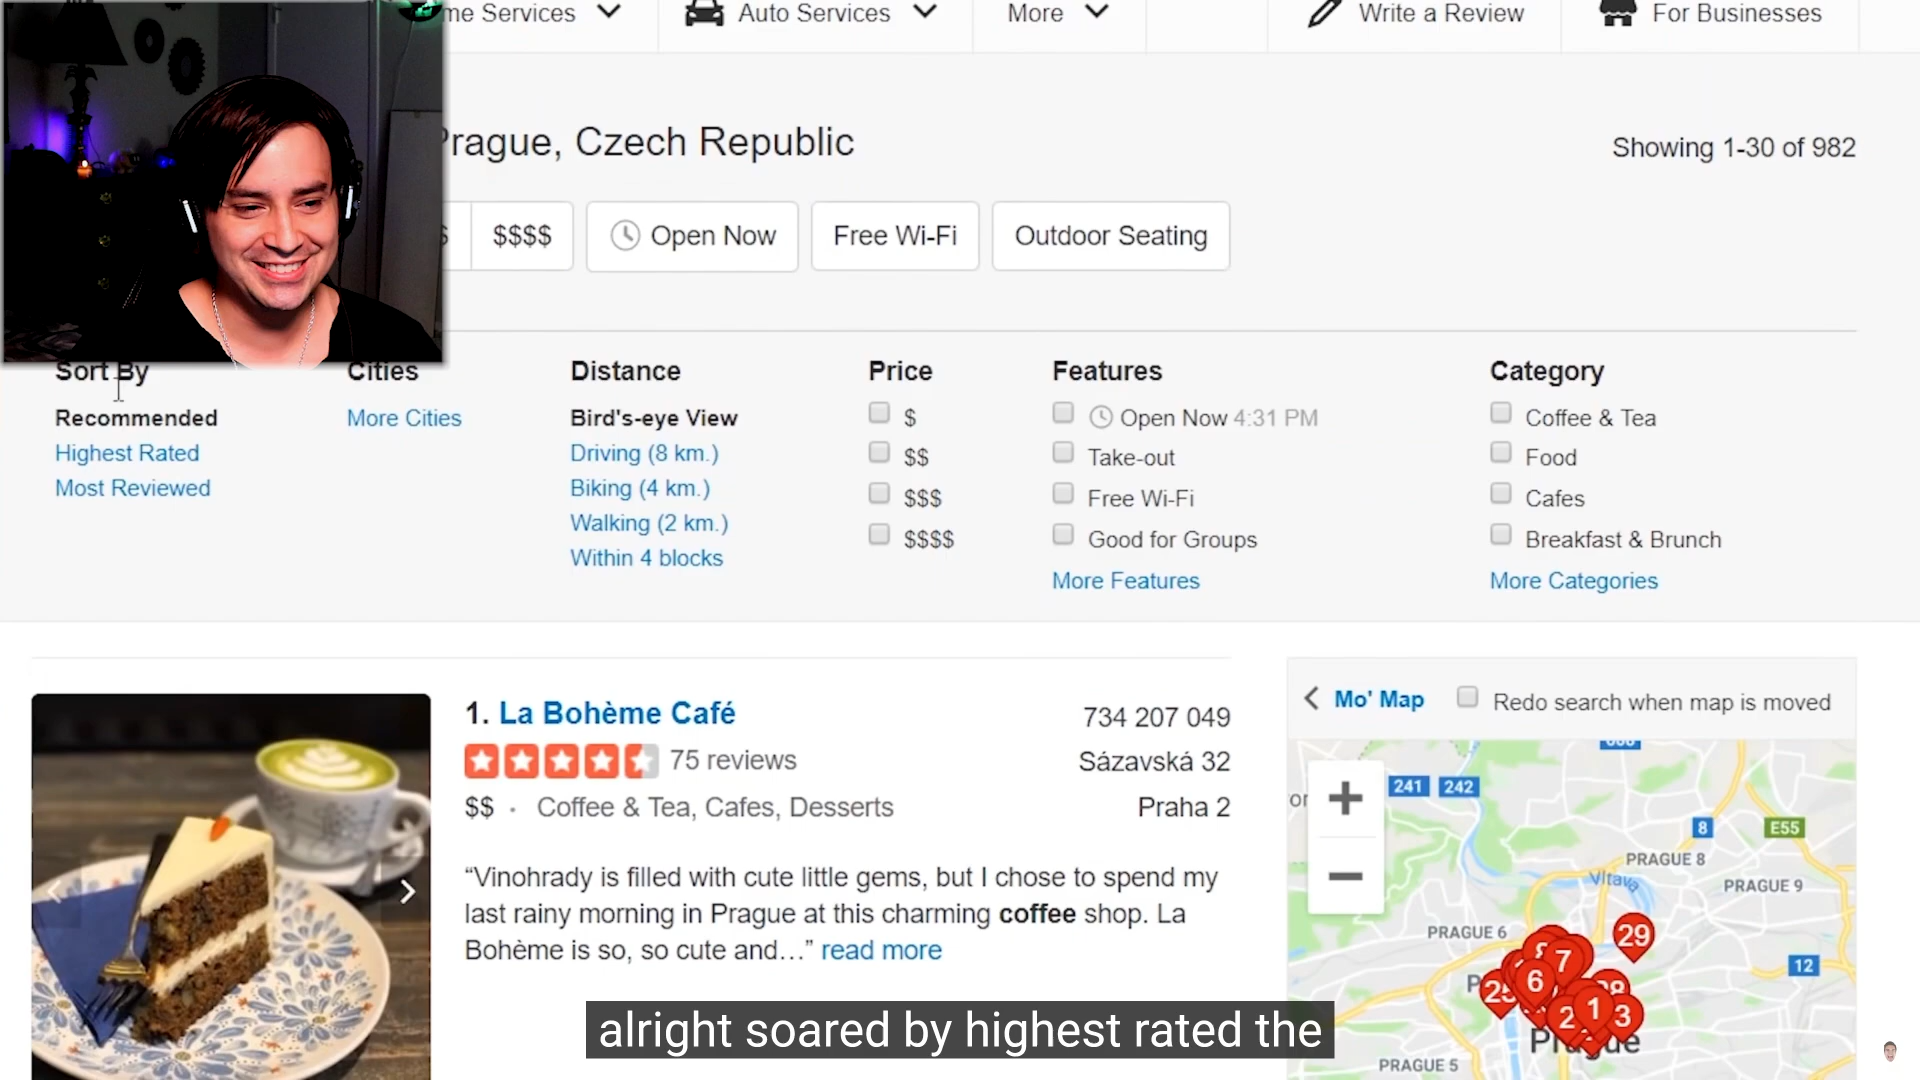 me Services
Auto Services
More
Write a Review
For Businesses
Prague, Czech Republic
Showing 1-30 of 982
$$$$
Open Now
Free Wi-Fi
Outdoor Seating
Sort By
Recommended
Highest Rated
Most Reviewed
Cities
More Cities
Distance
Bird's-eye View
Driving (8 km.)
Biking (4 km.)
Walking (2 km.)
Within 4 blocks
Price
$
$$
$$$
$$$$
Features
Open Now 4:31 PM
Take-out
Free Wi-Fi
Good for Groups
More Features
Category
Coffee & Tea
Food
Cafes
Breakfast & Brunch
More Categories
1. La Bohème Café
75 reviews
$$ · Coffee & Tea, Cafes, Desserts
734 207 049
Sázavská 32
Praha 2
“Vinohrady is filled with cute little gems, but I chose to spend my
last rainy morning in Prague at this charming coffee shop. La
Bohème is so, so cute and…” read more
Mo' Map
Redo search when map is moved
241
242
8
E55
PRAGUE 8
Vltava
PRAGUE 9
PRAGUE 6
29
7
6
12
1
2
3
Prague
PRAGUE 5
alright soared by highest rated the